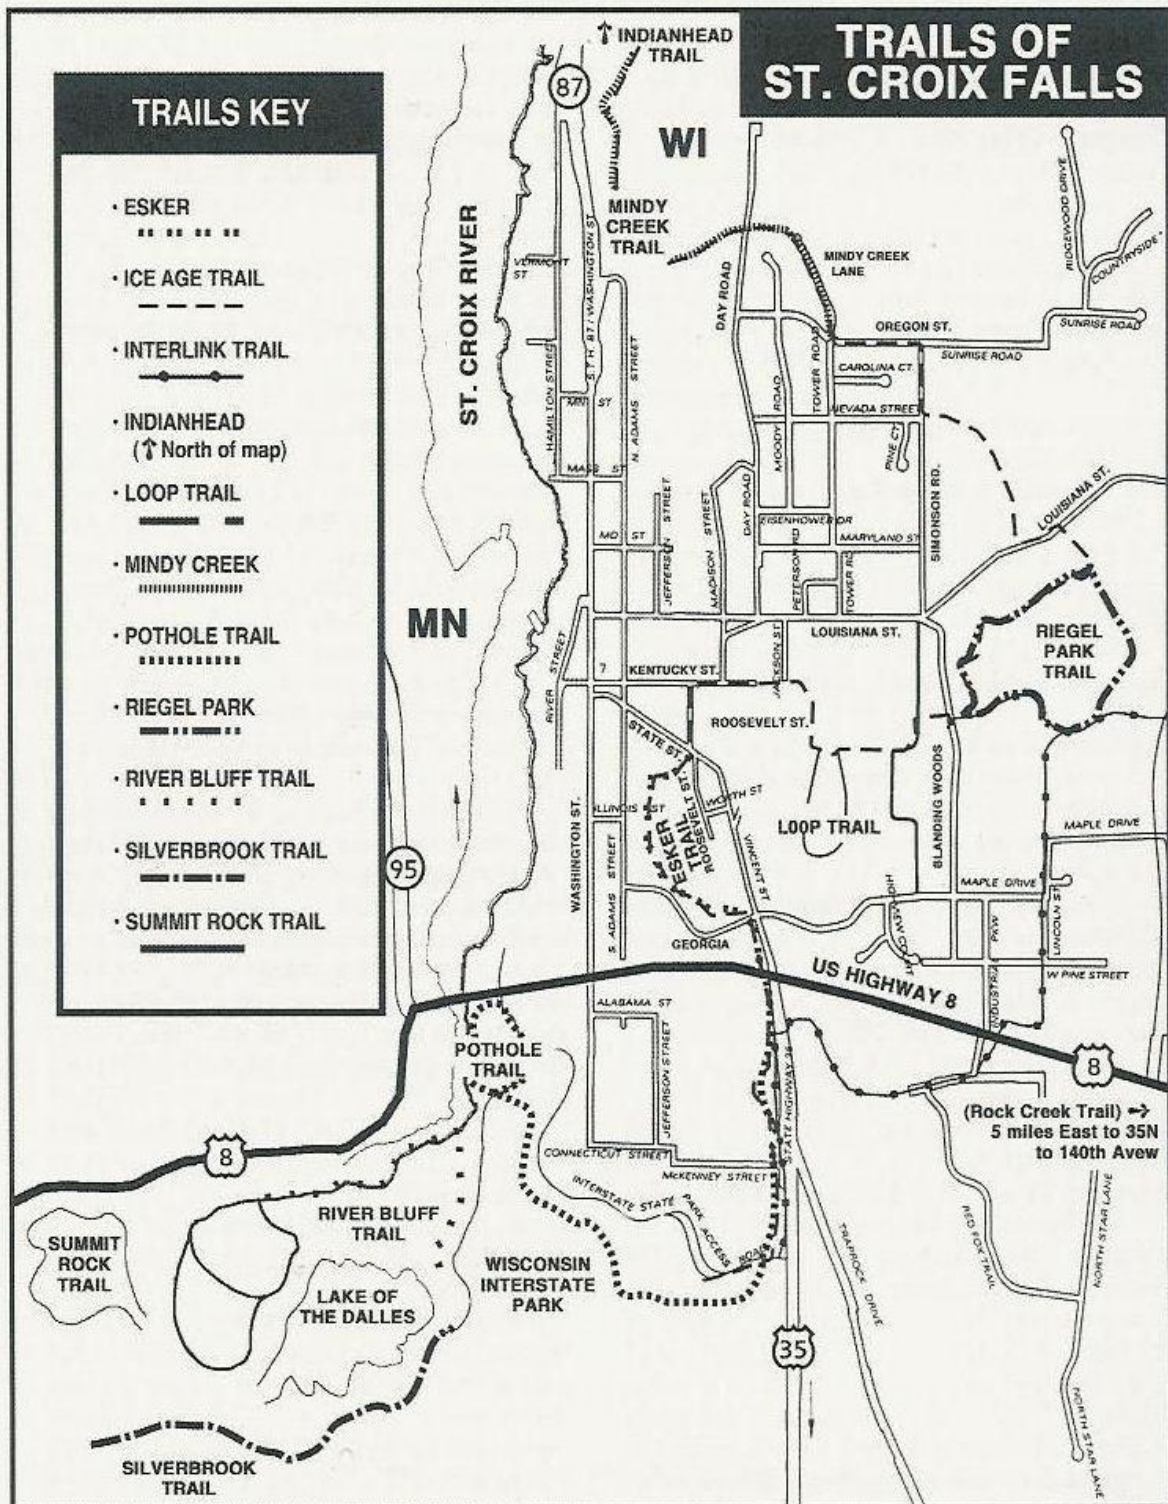 TRAILS OF
ST. CROIX FALLS
TRAILS KEY
• ESKER
• ICE AGE TRAIL
• INTERLINK TRAIL
• INDIANHEAD
(↑ North of map)
• LOOP TRAIL
• MINDY CREEK
• POTHOLE TRAIL
• RIEGEL PARK
• RIVER BLUFF TRAIL
• SILVERBROOK TRAIL
• SUMMIT ROCK TRAIL
↑ INDIANHEAD
TRAIL
87
WI
MINDY
CREEK
TRAIL
ST. CROIX RIVER
VERMONT
ST
S.T.H. 87 / WASHINGTON ST
DAY ROAD
MINDY CREEK
LANE
RIDGEWOOD DRIVE
COUNTRYSIDE
OREGON ST.
SUNRISE ROAD
SUNRISE ROAD
CAROLINA CT
TOWER ROAD
NEVADA STREET
HAMILTON STREET
MN ST
N. ADAMS STREET
MOODY ROAD
PINE CT
MASS ST
DAY ROAD
SIMONSON RD.
LOUISIANA ST.
MD ST
JEFFERSON STREET
MADISON STREET
EISENHOWER DR
MARYLAND ST
PETERSON RD
TOWER RD
MN
LOUISIANA ST.
RIEGEL
PARK
TRAIL
RIVER STREET
7
KENTUCKY ST.
JACKSON ST
ROOSEVELT ST.
STATE ST.
BLANDING WOODS
ILLINOIS ST
WORTH ST
ROOSEVELT ST.
ESKER
TRAIL
LOOP TRAIL
MAPLE DRIVE
95
WASHINGTON ST.
S. ADAMS STREET
VINCENT ST
HIGHVIEW COURT
MAPLE DRIVE
INDUSTRIAL PKW
LINCOLN ST
GEORGIA
US HIGHWAY 8
W PINE STREET
ALABAMA ST
POTHOLE
TRAIL
JEFFERSON STREET
STATE HIGHWAY 35
8
(Rock Creek Trail) →
5 miles East to 35N
to 140th Avew
8
CONNECTICUT STREET
McKENNEY STREET
INTERSTATE STATE PARK ACCESS ROAD
RIVER BLUFF
TRAIL
SUMMIT
ROCK
TRAIL
WISCONSIN
INTERSTATE
PARK
LAKE OF
THE DALLES
TRAPROCK DRIVE
RED FOX TRAIL
NORTH STAR LANE
35
NORTH STAR LANE
SILVERBROOK
TRAIL